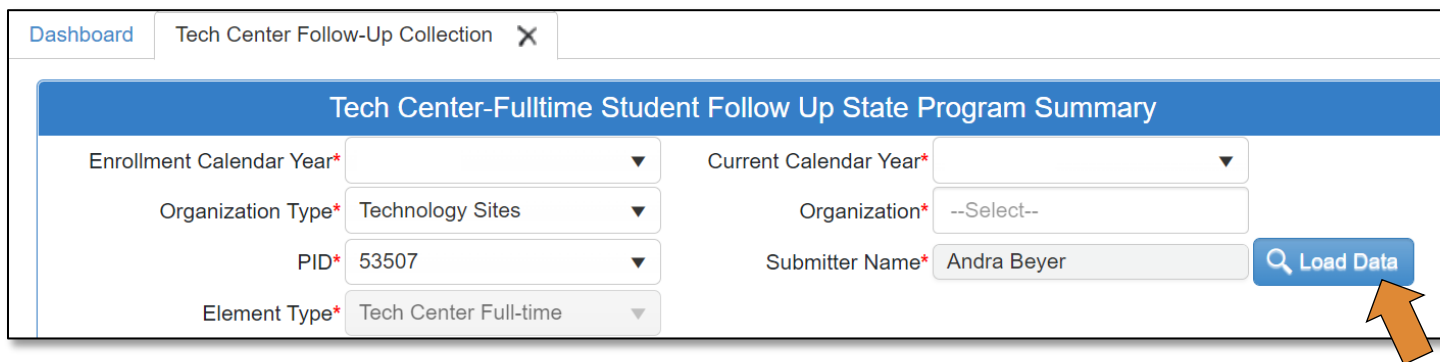 Dashboard Tech Center Follow-Up Collection
Tech Center-Fulltime Student Follow Up State Program Summary
Enrollment Calendar Year* Current Calendar Year*
Organization Type* Technology Sites Organization* --Select--
PID* 53507 Submitter Name* Andra Beyer Load Data
Element Type* Tech Center Full-time